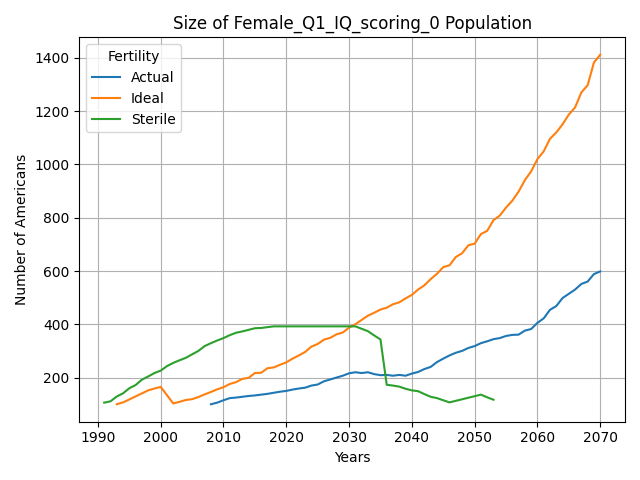 Size of Female_Q1_IQ_scoring_0 Population
Fertility
Actual
Ideal
Sterile
1400
1200
1000
800
600
400
200
Number of Americans
1990 2000 2010 2020 2030 2040 2050 2060 2070
Years